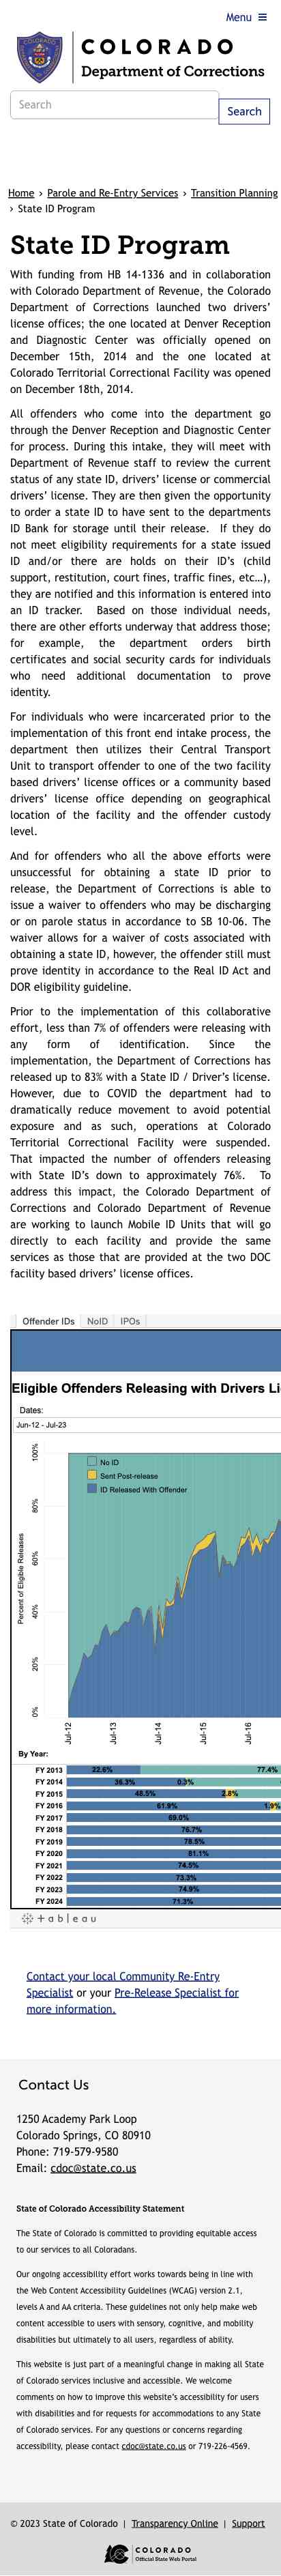 Menu
COLORADO
Department of Corrections
Search
Search
Home › Parole and Re-Entry Services › Transition Planning
› State ID Program
State ID Program
With funding from HB 14-1336 and in collaboration
with Colorado Department of Revenue, the Colorado
Department of Corrections launched two drivers’
license offices; the one located at Denver Reception
and Diagnostic Center was officially opened on
December 15th, 2014 and the one located at
Colorado Territorial Correctional Facility was opened
on December 18th, 2014.
All offenders who come into the department go
through the Denver Reception and Diagnostic Center
for process. During this intake, they will meet with
Department of Revenue staff to review the current
status of any state ID, drivers’ license or commercial
drivers’ license. They are then given the opportunity
to order a state ID to have sent to the departments
ID Bank for storage until their release. If they do
not meet eligibility requirements for a state issued
ID and/or there are holds on their ID’s (child
support, restitution, court fines, traffic fines, etc…),
they are notified and this information is entered into
an ID tracker. Based on those individual needs,
there are other efforts underway that address those;
for example, the department orders birth
certificates and social security cards for individuals
who need additional documentation to prove
identity.
For individuals who were incarcerated prior to the
implementation of this front end intake process, the
department then utilizes their Central Transport
Unit to transport offender to one of the two facility
based drivers’ license offices or a community based
drivers’ license office depending on geographical
location of the facility and the offender custody
level.
And for offenders who all the above efforts were
unsuccessful for obtaining a state ID prior to
release, the Department of Corrections is able to
issue a waiver to offenders who may be discharging
or on parole status in accordance to SB 10-06. The
waiver allows for a waiver of costs associated with
obtaining a state ID, however, the offender still must
prove identity in accordance to the Real ID Act and
DOR eligibility guideline.
Prior to the implementation of this collaborative
effort, less than 7% of offenders were releasing with
any form of identification. Since the
implementation, the Department of Corrections has
released up to 83% with a State ID / Driver’s license.
However, due to COVID the department had to
dramatically reduce movement to avoid potential
exposure and as such, operations at Colorado
Territorial Correctional Facility were suspended.
That impacted the number of offenders releasing
with State ID’s down to approximately 76%. To
address this impact, the Colorado Department of
Corrections and Colorado Department of Revenue
are working to launch Mobile ID Units that will go
directly to each facility and provide the same
services as those that are provided at the two DOC
facility based drivers’ license offices.
Offender IDs NoID IPOs
Eligible Offenders Releasing with Drivers Li
Dates:
Jun-12 - Jul-23
100%
80%
60%
40%
20%
0%
Percent of Eligible Releases
No ID
Sent Post-release
ID Released With Offender
Jul-12 Jul-13 Jul-14 Jul-15 Jul-16
By Year:
FY 2013 22.6% 77.4%
FY 2014 36.3% 0.3%
FY 2015 48.5% 2.8%
FY 2016 61.9% 1.9%
FY 2017 69.0%
FY 2018 76.7%
FY 2019 78.5%
FY 2020 81.1%
FY 2021 74.5%
FY 2022 73.3%
FY 2023 74.9%
FY 2024 71.3%
+ a b l e a u
Contact your local Community Re-Entry
Specialist or your Pre-Release Specialist for
more information.
Contact Us
1250 Academy Park Loop
Colorado Springs, CO 80910
Phone: 719-579-9580
Email: cdoc@state.co.us
State of Colorado Accessibility Statement
The State of Colorado is committed to providing equitable access
to our services to all Coloradans.
Our ongoing accessibility effort works towards being in line with
the Web Content Accessibility Guidelines (WCAG) version 2.1,
levels A and AA criteria. These guidelines not only help make web
content accessible to users with sensory, cognitive, and mobility
disabilities but ultimately to all users, regardless of ability.
This website is just part of a meaningful change in making all State
of Colorado services inclusive and accessible. We welcome
comments on how to improve this website’s accessibility for users
with disabilities and for requests for accommodations to any State
of Colorado services. For any questions or concerns regarding
accessibility, please contact cdoc@state.co.us or 719-226-4569.
© 2023 State of Colorado | Transparency Online | Support
COLORADO
Official State Web Portal